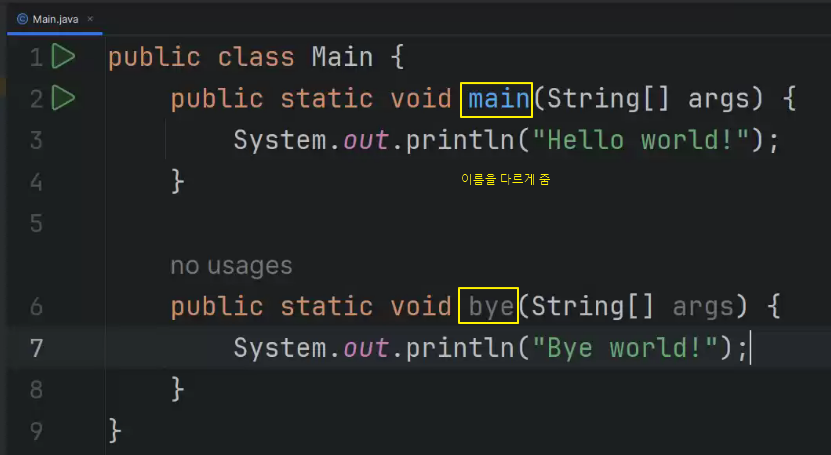 Main.java ×
1 public class Main {
2 public static void main(String[] args) {
3 System.out.println("Hello world!");
4 }
이름을 다르게 줌
5
no usages
6 public static void bye(String[] args) {
7 System.out.println("Bye world!");
8 }
9 }